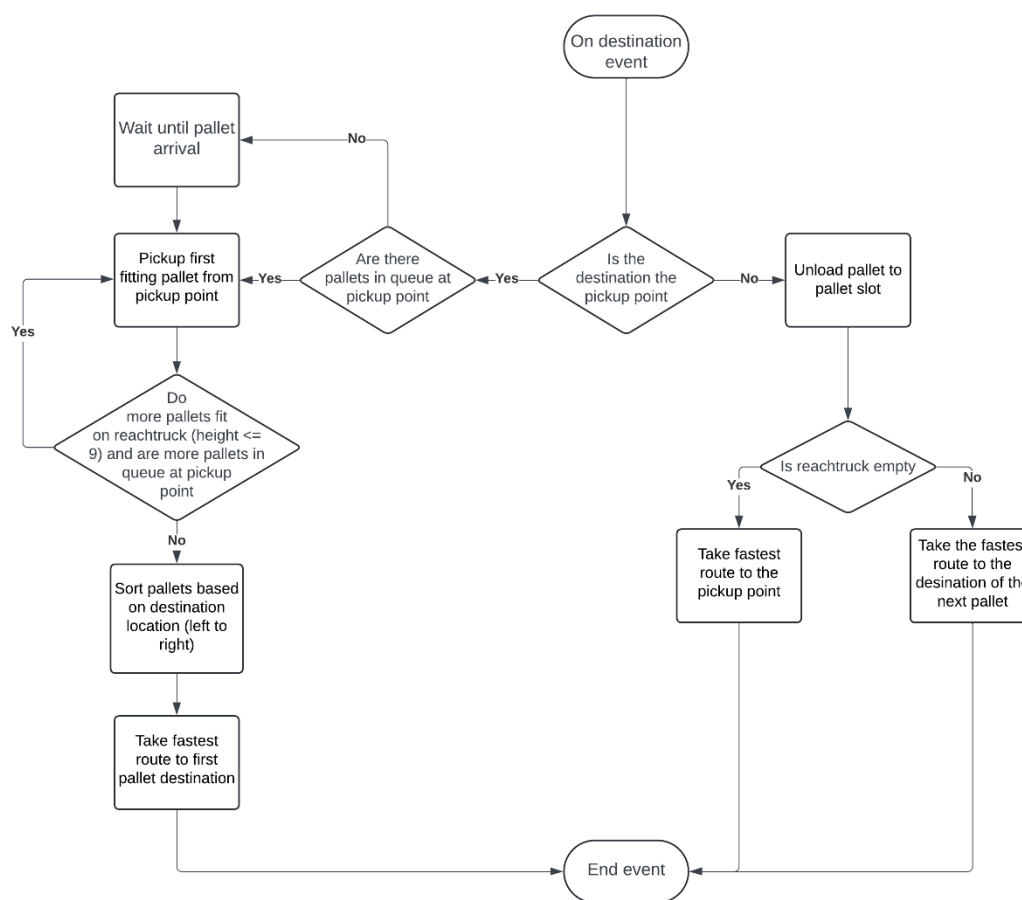 On destination
event
Wait until pallet
arrival
No
Pickup first
fitting pallet from
pickup point
Yes
Are there
pallets in queue at
pickup point
Yes
Is the
destination the
pickup point
No
Unload pallet to
pallet slot
Yes
Do
more pallets fit
on reachtruck (height <=
9) and are more pallets in
queue at pickup
point
Is reachtruck empty
Yes
No
No
Take fastest
route to the
pickup point
Take the fastes
route to the
desination of th
next pallet
Sort pallets based
on destination
location (left to
right)
Take fastest
route to first
pallet destination
End event